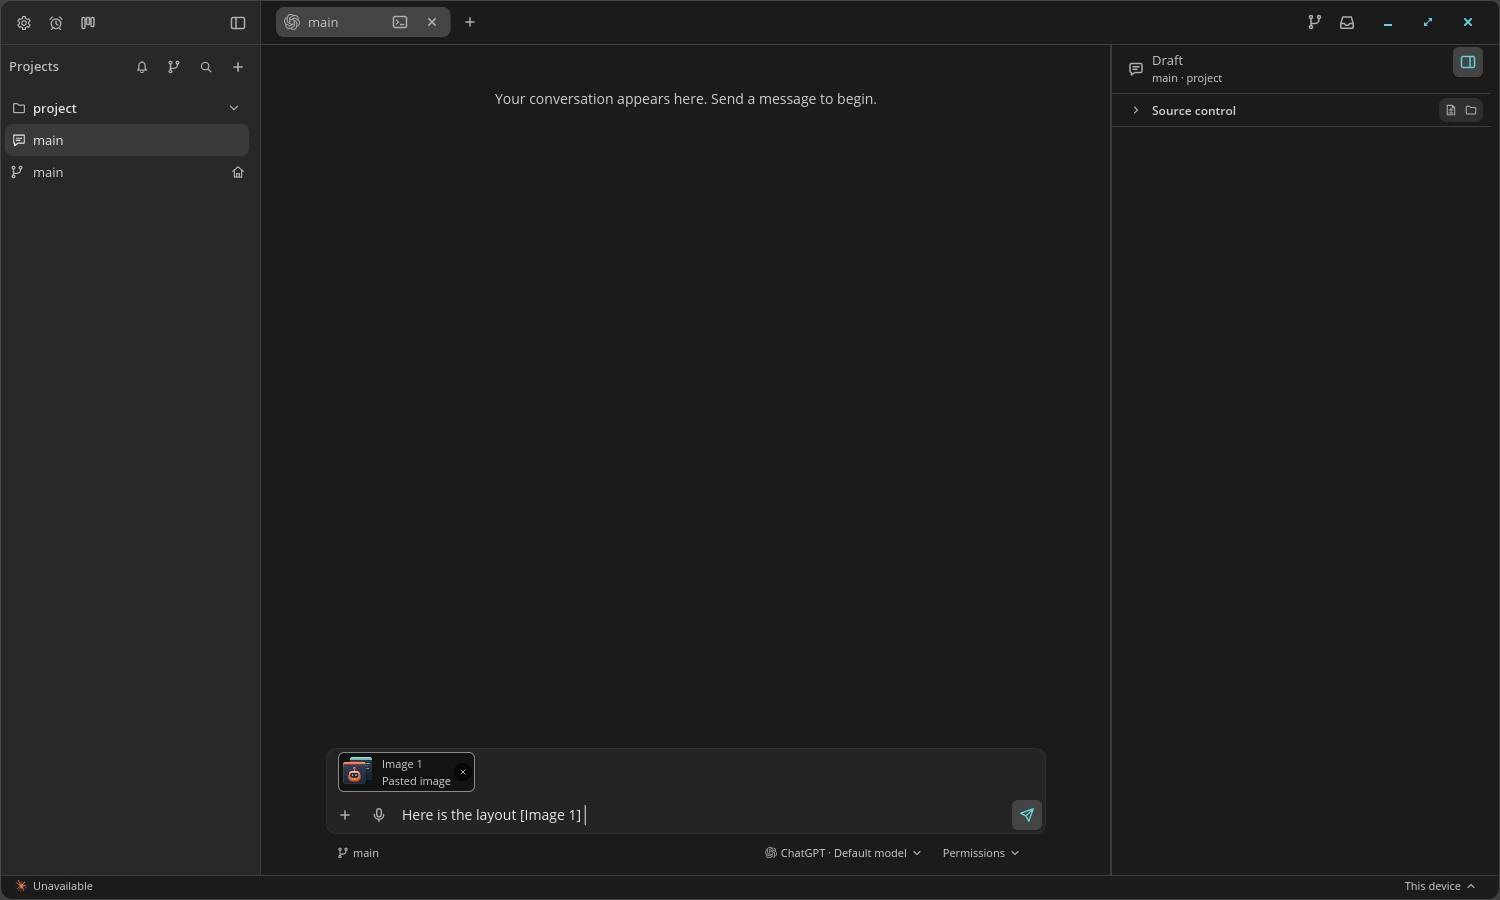 main
Projects
project
main
main
Your conversation appears here. Send a message to begin.
Draft
main · project
Source control
Image 1
Pasted image
Here is the layout [Image 1]
main
ChatGPT · Default model
Permissions
Unavailable
This device